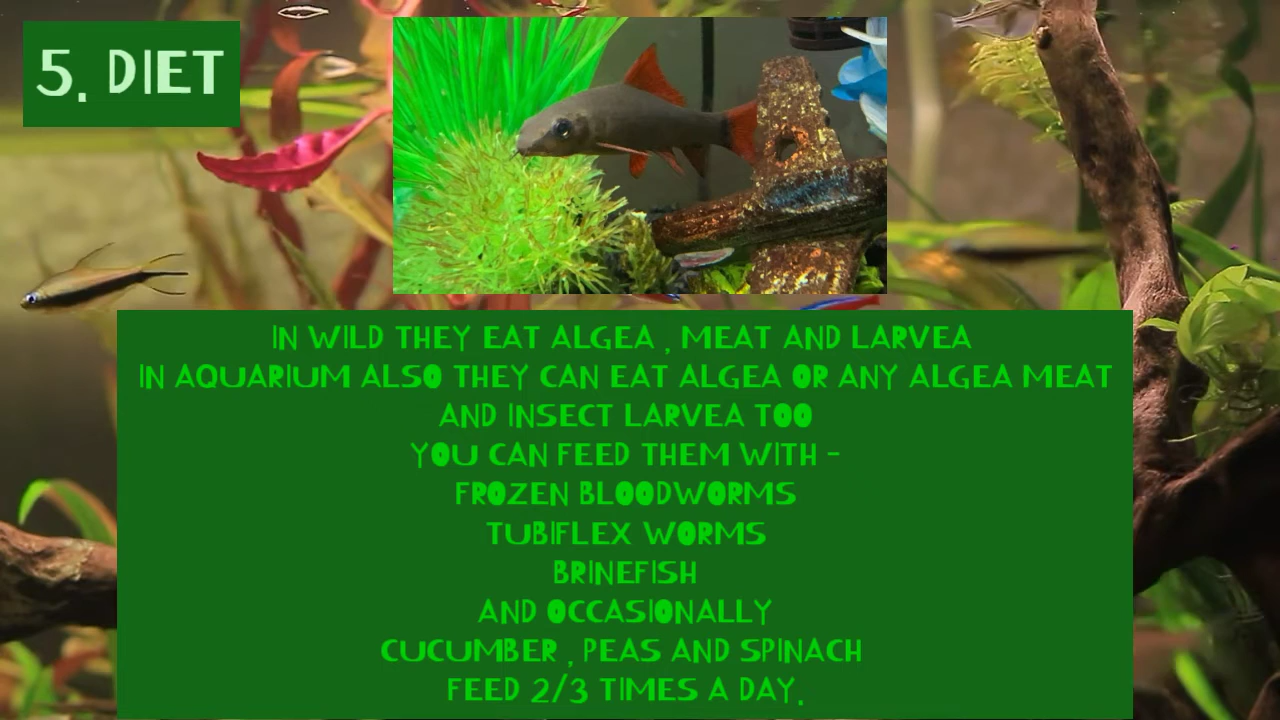 5. DIET
IN WILD THEY EAT ALGEA , MEAT AND LARVEA
IN AQUARIUM ALSO THEY CAN EAT ALGEA OR ANY ALGEA MEAT
AND INSECT LARVEA TOO
YOU CAN FEED THEM WITH -
FROZEN BLOODWORMS
TUBIFLEX WORMS
BRINEFISH
AND OCCASIONALLY
CUCUMBER , PEAS AND SPINACH
FEED 2/3 TIMES A DAY.